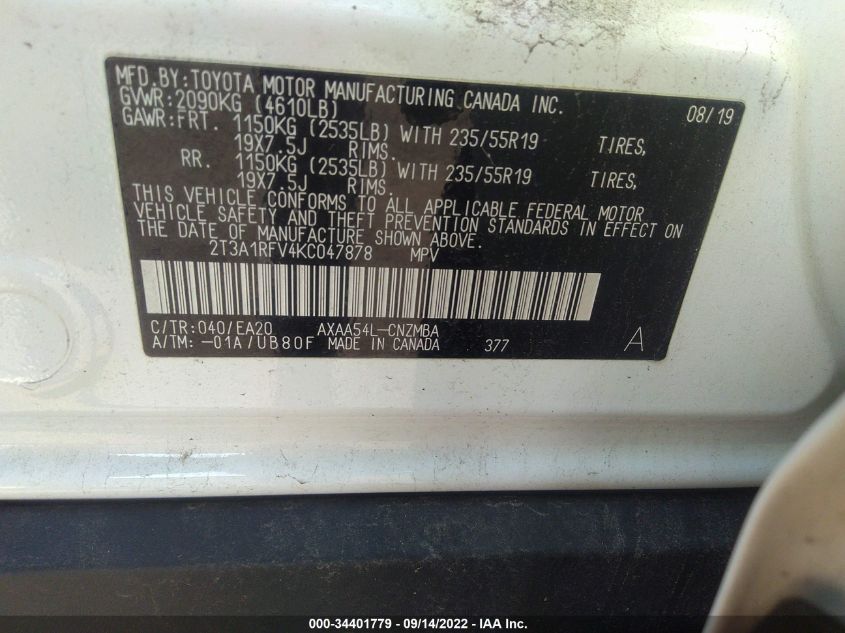 MFD.BY:TOYOTA MOTOR MANUFACTURING CANADA INC. 08/19
GVWR:2090KG (4610LB)
GAWR:FRT. 1150KG (2535LB) WITH 235/55R19 TIRES,
19X7.5J RIMS.
RR. 1150KG (2535LB) WITH 235/55R19 TIRES,
19X7.5J RIMS.
THIS VEHICLE CONFORMS TO ALL APPLICABLE FEDERAL MOTOR
VEHICLE SAFETY AND THEFT PREVENTION STANDARDS IN EFFECT ON
THE DATE OF MANUFACTURE SHOWN ABOVE.
2T3A1RFV4KC047878 MPV
C/TR:040/EA20 AXAA54L-CNZMBA
A/TM:-01A/UB80F MADE IN CANADA 377 A
000-34401779 - 09/14/2022 - IAA Inc.